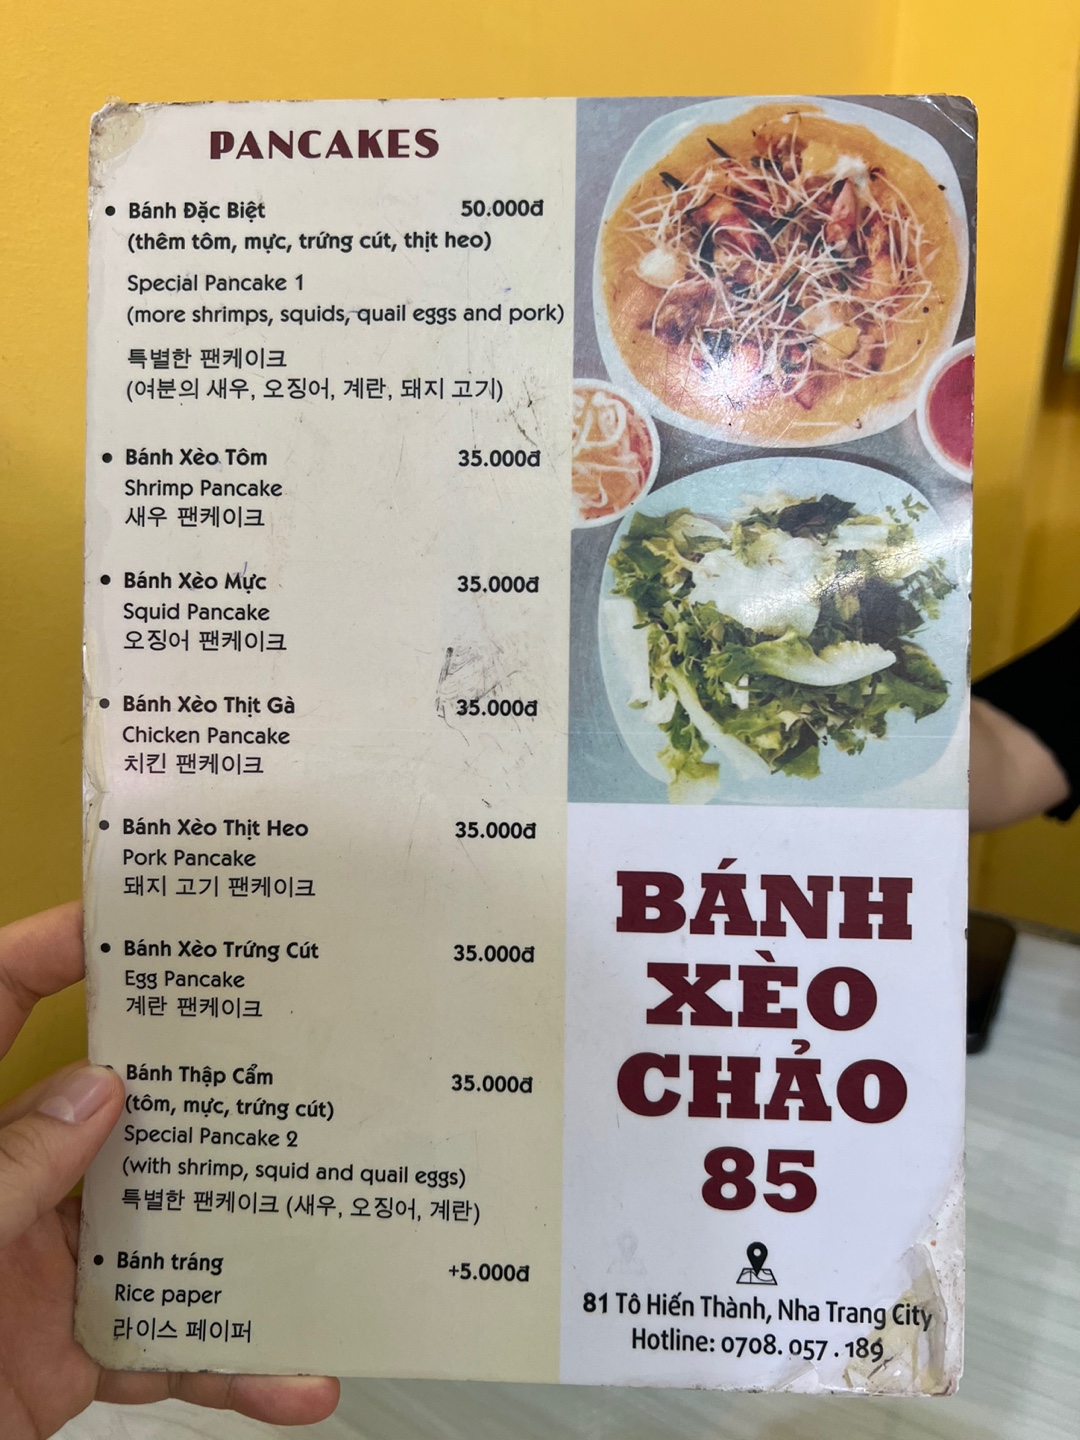 PANCAKES
Bánh Đặc Biệt 50.000đ
(thêm tôm, mực, trứng cút, thịt heo)
Special Pancake 1
(more shrimps, squids, quail eggs and pork)
특별한 팬케이크
(여분의 새우, 오징어, 계란, 돼지 고기)
Bánh Xèo Tôm 35.000đ
Shrimp Pancake
새우 팬케이크
Bánh Xèo Mực 35.000đ
Squid Pancake
오징어 팬케이크
Bánh Xèo Thịt Gà 35.000đ
Chicken Pancake
치킨 팬케이크
Bánh Xèo Thịt Heo 35.000đ
Pork Pancake
돼지 고기 팬케이크
Bánh Xèo Trứng Cút 35.000đ
Egg Pancake
계란 팬케이크
Bánh Thập Cẩm 35.000đ
(tôm, mực, trứng cút)
Special Pancake 2
(with shrimp, squid and quail eggs)
특별한 팬케이크 (새우, 오징어, 계란)
Bánh tráng +5.000đ
Rice paper
라이스 페이퍼
BÁNH
XÈO
CHẢO
85
81 Tô Hiến Thành, Nha Trang City
Hotline: 0708. 057 . 189